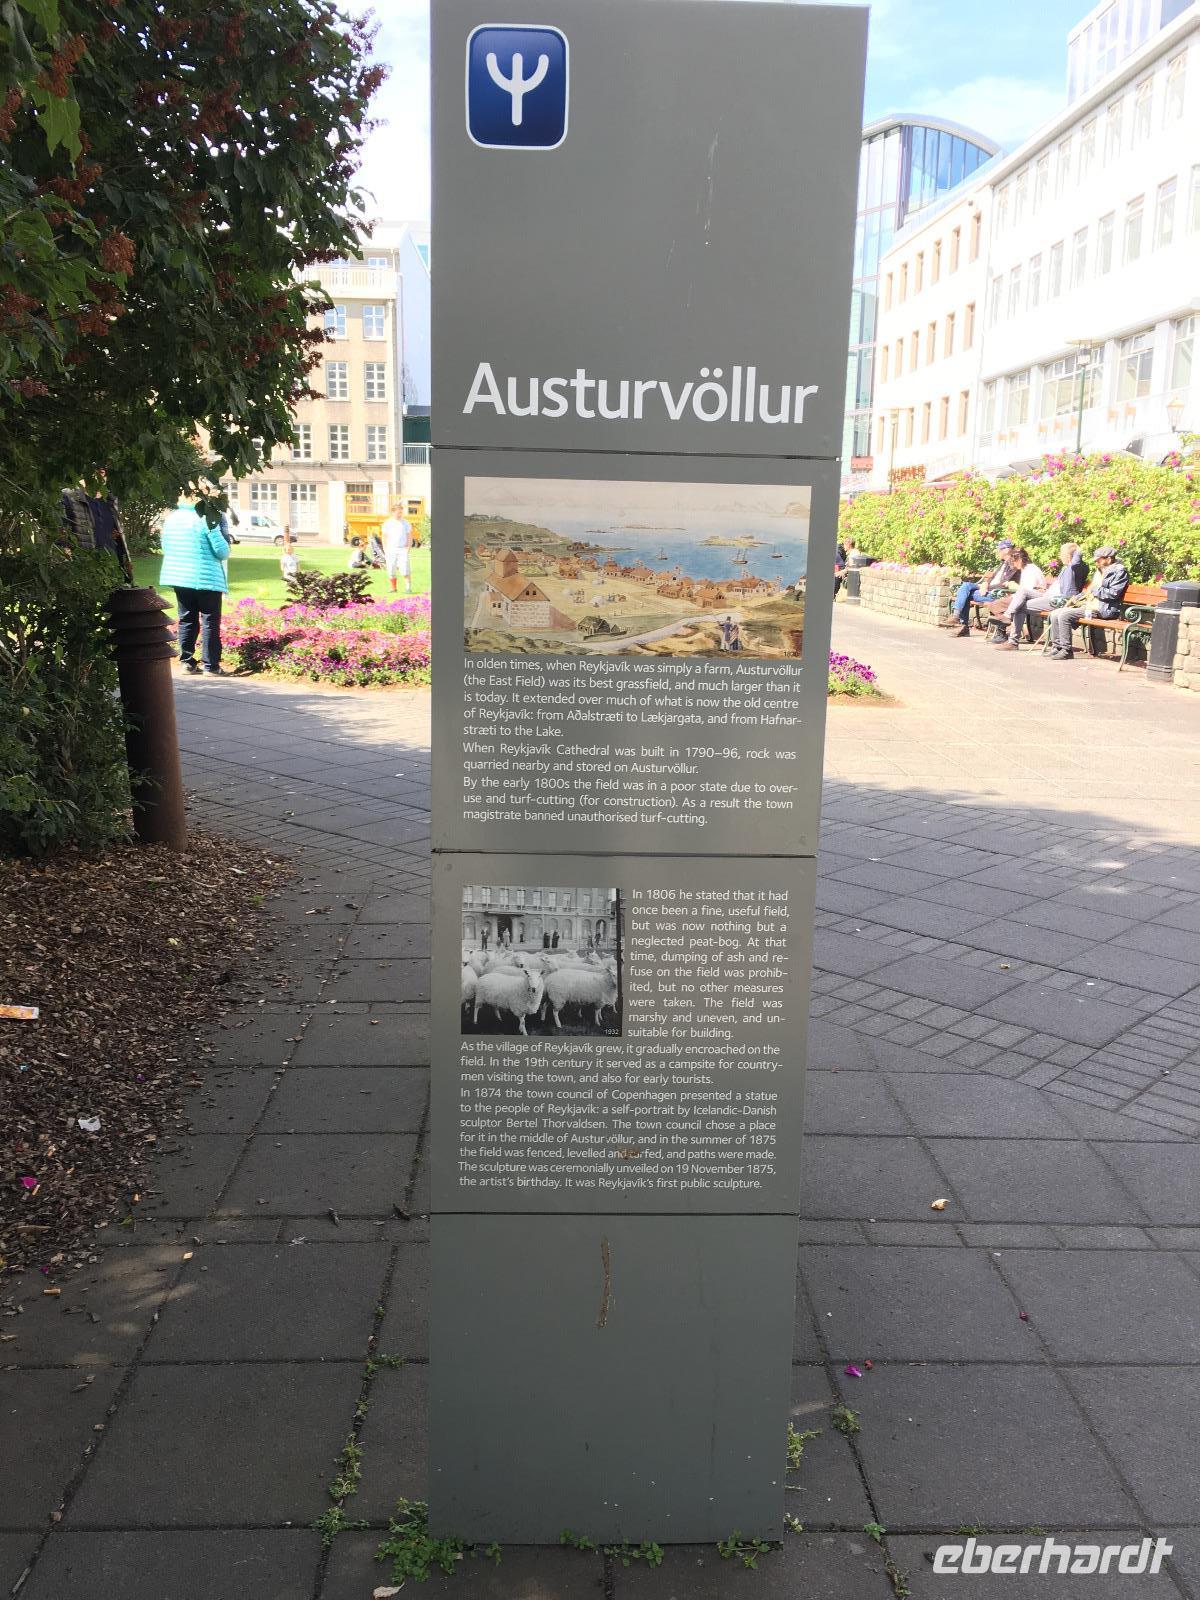 Austurvöllur
In olden times, when Reykjavík was simply a farm, Austurvöllur
(the East Field) was its best grassfield, and much larger than it
is today. It extended over much of what is now the old centre
of Reykjavík: from Aðalstræti to Lækjargata, and from Hafnar-
stræti to the Lake.
When Reykjavík Cathedral was built in 1790–96, rock was
quarried nearby and stored on Austurvöllur.
By the early 1800s the field was in a poor state due to over-
use and turf-cutting (for construction). As a result the town
magistrate banned unauthorised turf-cutting.
In 1806 he stated that it had
once been a fine, useful field,
but was now nothing but a
neglected peat-bog. At that
time, dumping of ash and re-
fuse on the field was prohib-
ited, but no other measures
were taken. The field was
marshy and uneven, and un-
suitable for building.
1932
As the village of Reykjavík grew, it gradually encroached on the
field. In the 19th century it served as a campsite for country-
men visiting the town, and also for early tourists.
In 1874 the town council of Copenhagen presented a statue
to the people of Reykjavík: a self-portrait by Icelandic-Danish
sculptor Bertel Thorvaldsen. The town council chose a place
for it in the middle of Austurvöllur, and in the summer of 1875
the field was fenced, levelled and turfed, and paths were made.
The sculpture was ceremonially unveiled on 19 November 1875,
the artist's birthday. It was Reykjavík's first public sculpture.
eberhardt